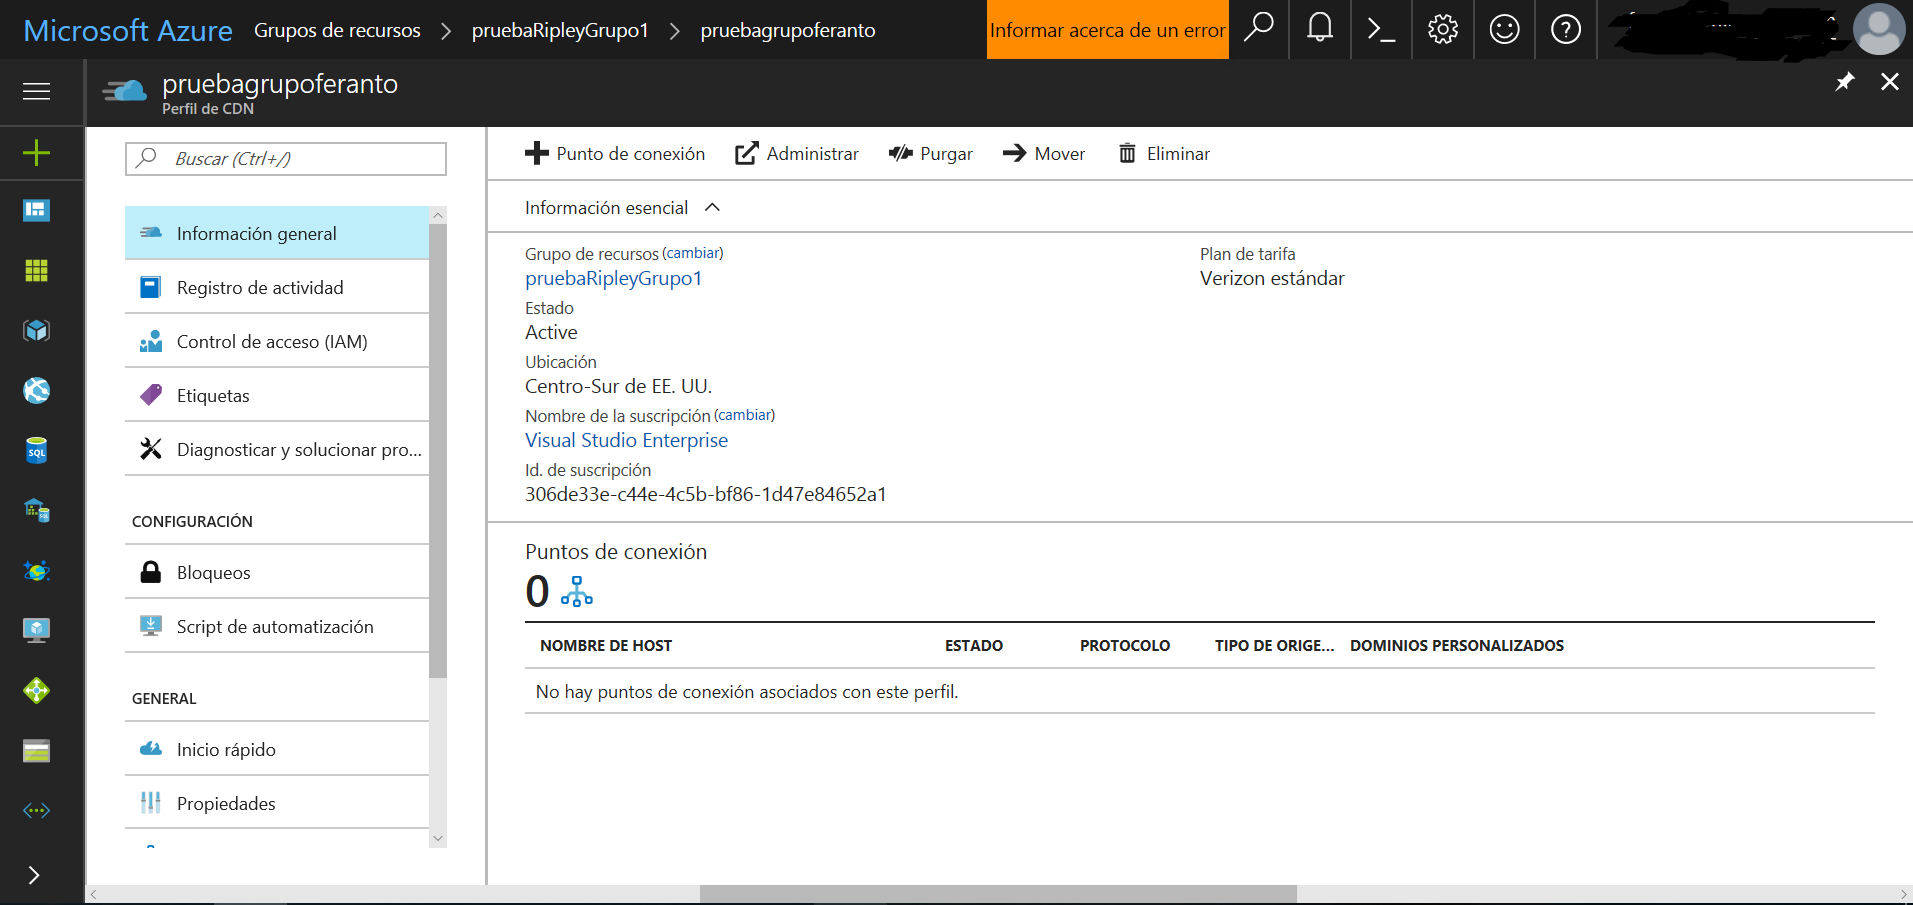 Microsoft Azure Grupos de recursos pruebaRipleyGrupo1 pruebagrupoferanto Informar acerca de un error
pruebagrupoferanto
Perfil de CDN
Buscar (Ctrl+/)
Información general
Registro de actividad
Control de acceso (IAM)
Etiquetas
Diagnosticar y solucionar pro...
CONFIGURACIÓN
Bloqueos
Script de automatización
GENERAL
Inicio rápido
Propiedades
SQL
Punto de conexión Administrar Purgar Mover Eliminar
Información esencial
Grupo de recursos (cambiar)
pruebaRipleyGrupo1
Estado
Active
Ubicación
Centro-Sur de EE. UU.
Nombre de la suscripción (cambiar)
Visual Studio Enterprise
Id. de suscripción
306de33e-c44e-4c5b-bf86-1d47e84652a1
Plan de tarifa
Verizon estándar
Puntos de conexión
0
NOMBRE DE HOST ESTADO PROTOCOLO TIPO DE ORIGE... DOMINIOS PERSONALIZADOS
No hay puntos de conexión asociados con este perfil.